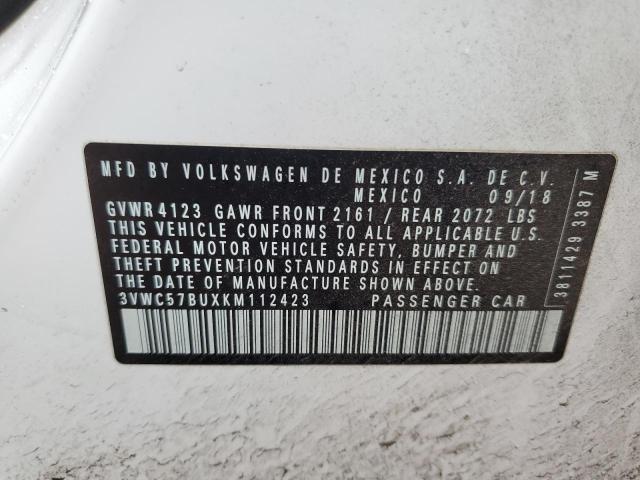 MFD BY VOLKSWAGEN DE MEXICO S.A. DE C.V.
MEXICO 09/18
GVWR 4123 GAWR FRONT 2161 / REAR 2072 LBS
THIS VEHICLE CONFORMS TO ALL APPLICABLE U.S.
FEDERAL MOTOR VEHICLE SAFETY, BUMPER AND
THEFT PREVENTION STANDARDS IN EFFECT ON
THE DATE OF MANUFACTURE SHOWN ABOVE.
3VWC57BUXKM112423 PASSENGER CAR
3811429 3387 M